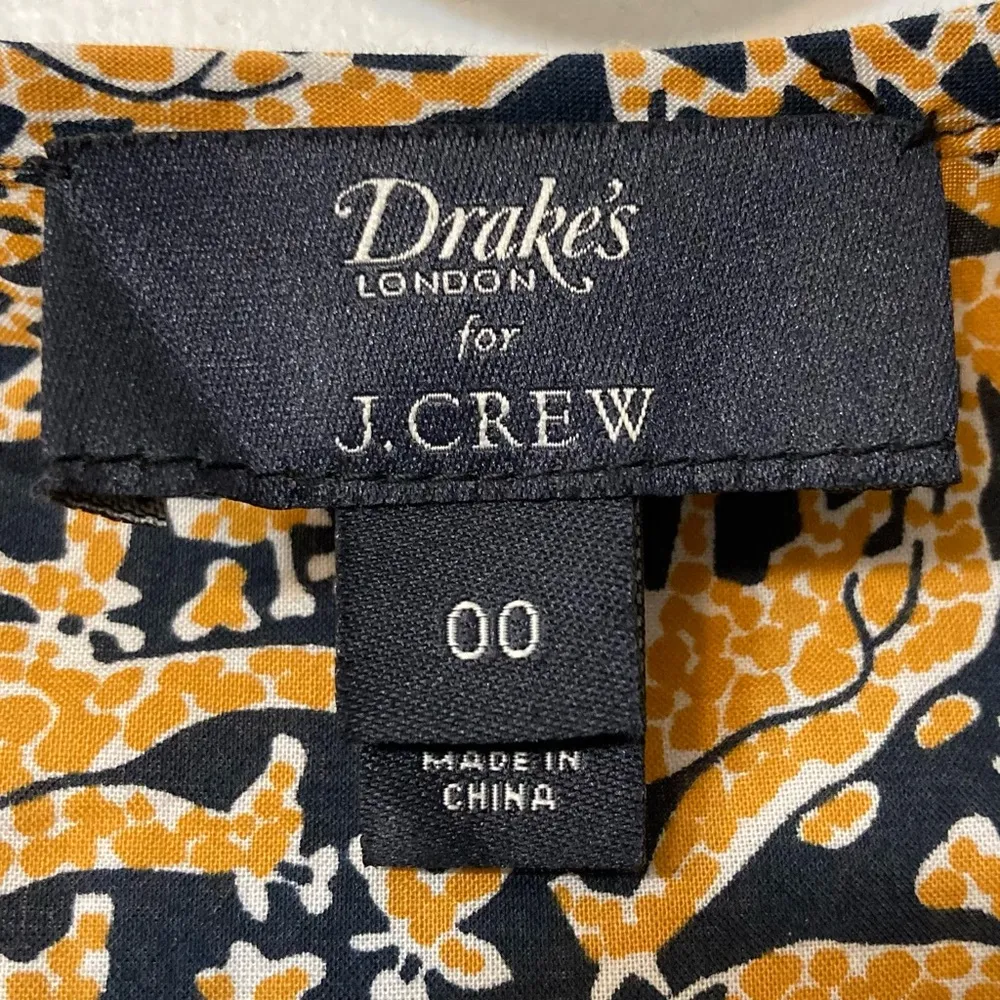 Drake's
LONDON
for
J.CREW
00
MADE IN
CHINA